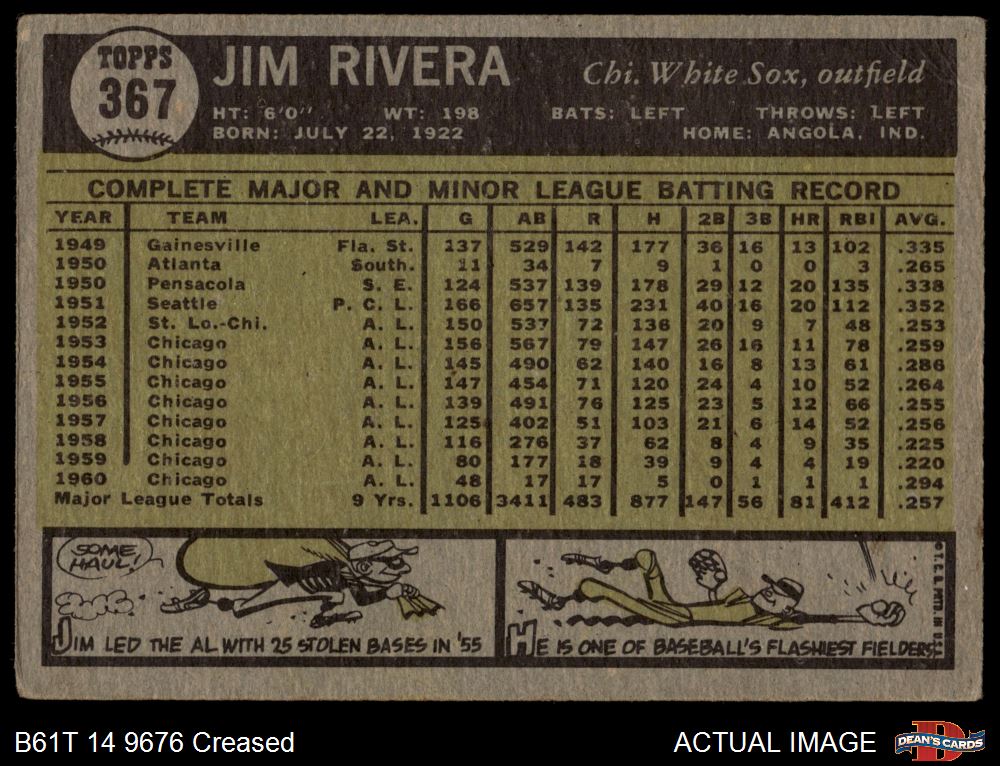 TOPPS
367
JIM RIVERA
Chi. White Sox, outfield
HT: 6'0" WT: 198 BATS: LEFT THROWS: LEFT
BORN: JULY 22, 1922 HOME: ANGOLA, IND.
COMPLETE MAJOR AND MINOR LEAGUE BATTING RECORD
YEAR TEAM LEA. G AB R H 2B 3B HR RBI AVG.
1949 Gainesville Fla. St. 137 529 142 177 36 16 13 102 .335
1950 Atlanta South. 11 34 7 9 1 0 0 3 .265
1950 Pensacola S. E. 124 537 139 178 29 12 20 135 .338
1951 Seattle P. C. L. 166 657 135 231 40 16 20 112 .352
1952 St. Lo.-Chi. A. L. 150 537 72 136 20 9 7 48 .253
1953 Chicago A. L. 156 567 79 147 26 16 11 78 .259
1954 Chicago A. L. 145 490 62 140 16 8 13 61 .286
1955 Chicago A. L. 147 454 71 120 24 4 10 52 .264
1956 Chicago A. L. 139 491 76 125 23 5 12 66 .255
1957 Chicago A. L. 125 402 51 103 21 6 14 52 .256
1958 Chicago A. L. 116 276 37 62 8 4 9 35 .225
1959 Chicago A. L. 80 177 18 39 9 4 4 19 .220
1960 Chicago A. L. 48 17 17 5 0 1 1 1 .294
Major League Totals 9 Yrs. 1106 3411 483 877 147 56 81 412 .257
SOME
HAUL!
JIM LED THE AL WITH 25 STOLEN BASES IN '55
HE IS ONE OF BASEBALL'S FLASHIEST FIELDERS!
© T.C.G. PRTD. IN U.S.A.
B61T 14 9676 Creased
ACTUAL IMAGE
DEAN'S CARDS